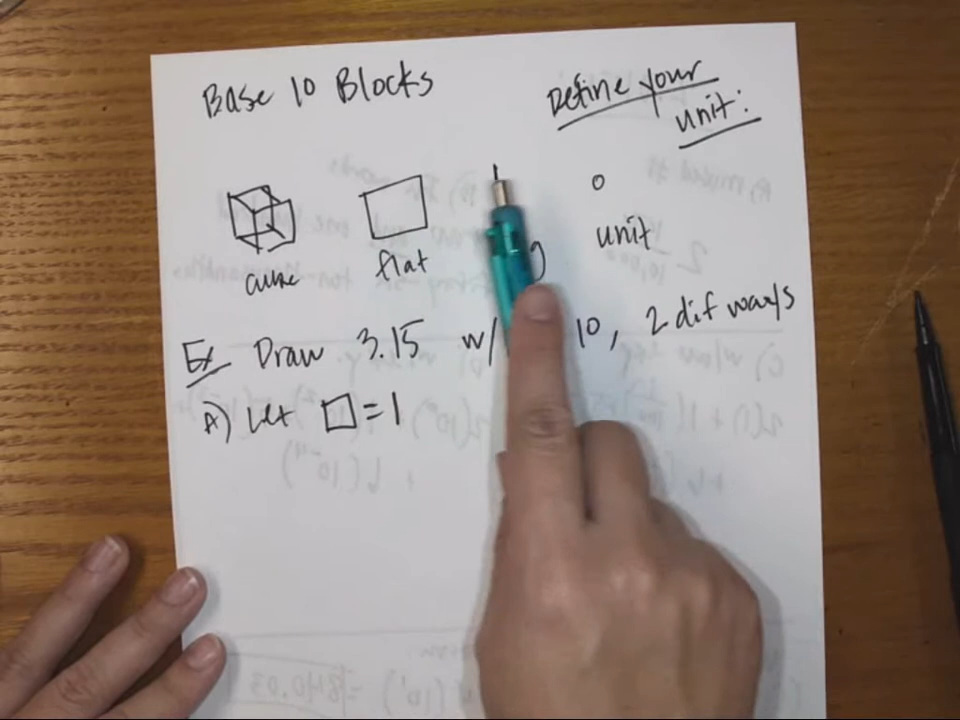 Base 10 Blocks
Define your
unit:
cube
flat
unit
Ex Draw 3.15 w/ 10, 2 dif ways
A) Let □ = 1